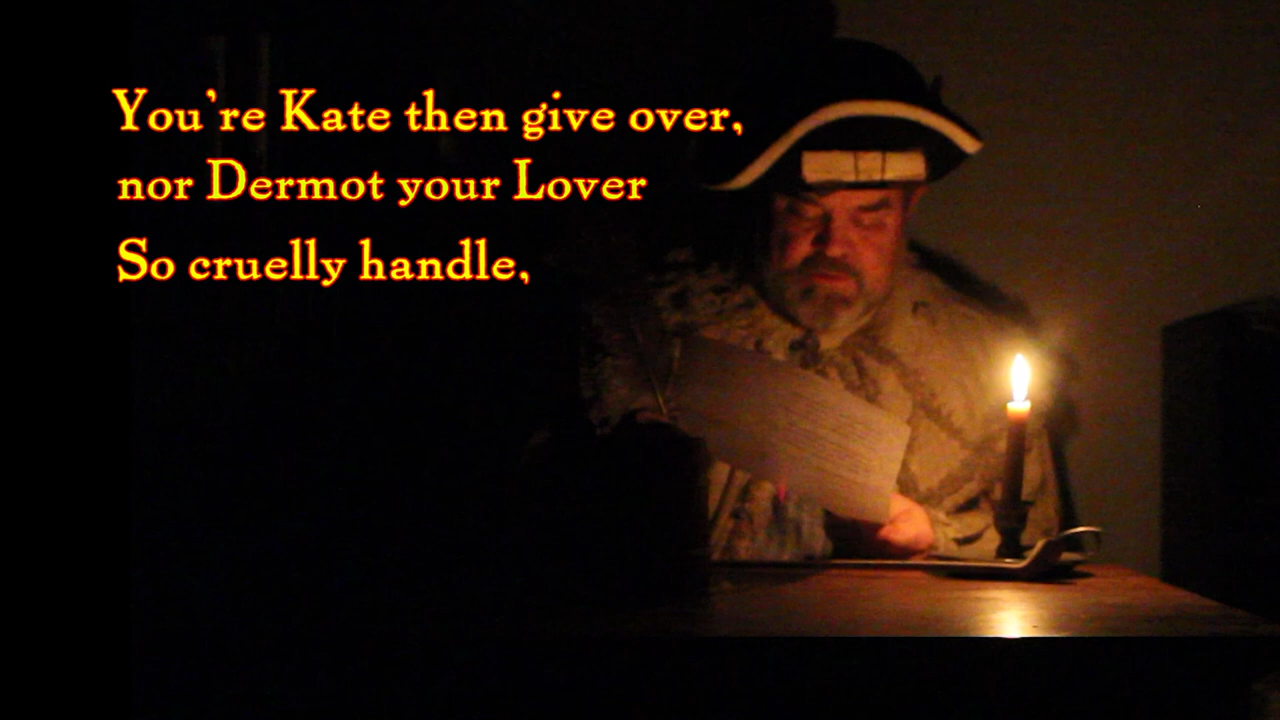 You're Kate then give over,
nor Dermot your Lover
So cruelly handle,